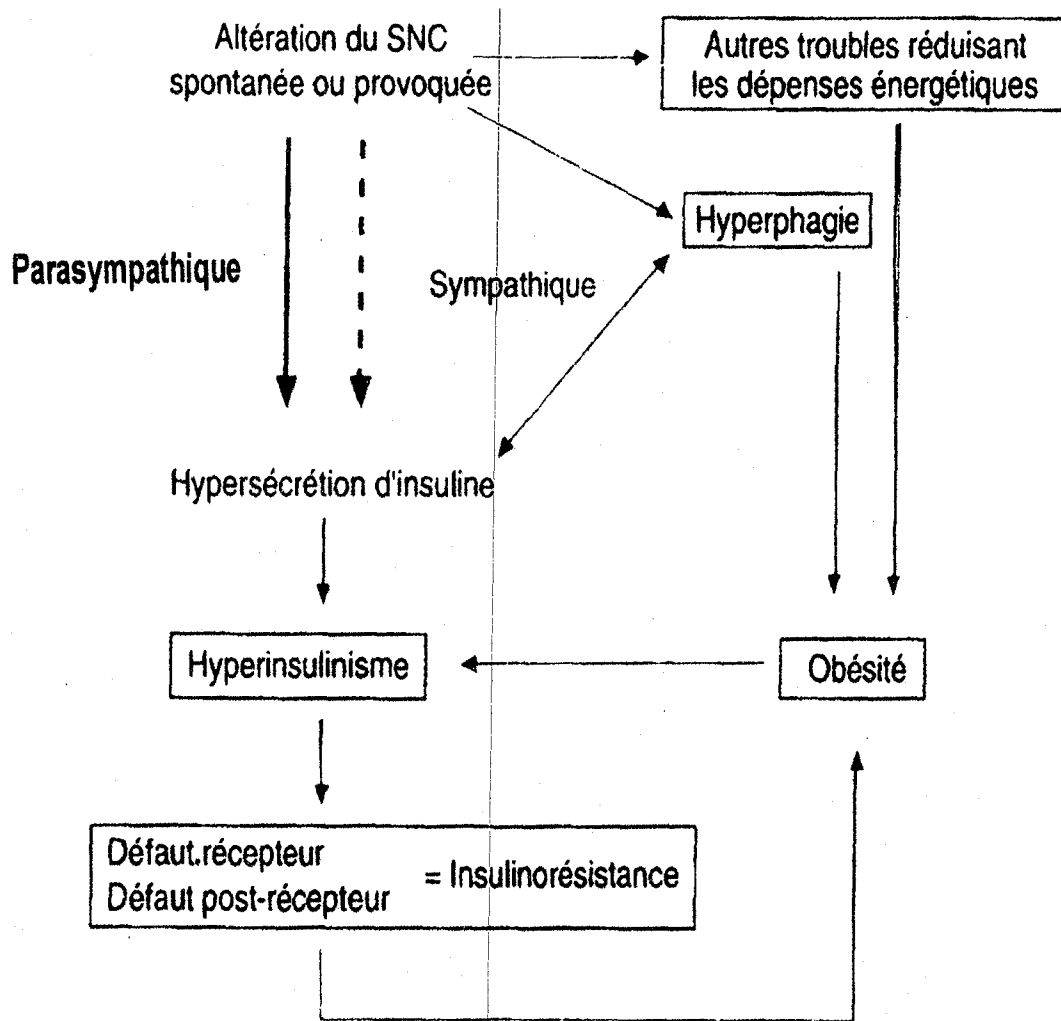 Altération du SNC
spontanée ou provoquée
Autres troubles réduisant
les dépenses énergétiques
Hyperphagie
Parasympathique
Sympathique
Hypersécrétion d'insuline
Hyperinsulinisme
Obésité
Défaut.récepteur
Défaut post-récepteur
= Insulinorésistance